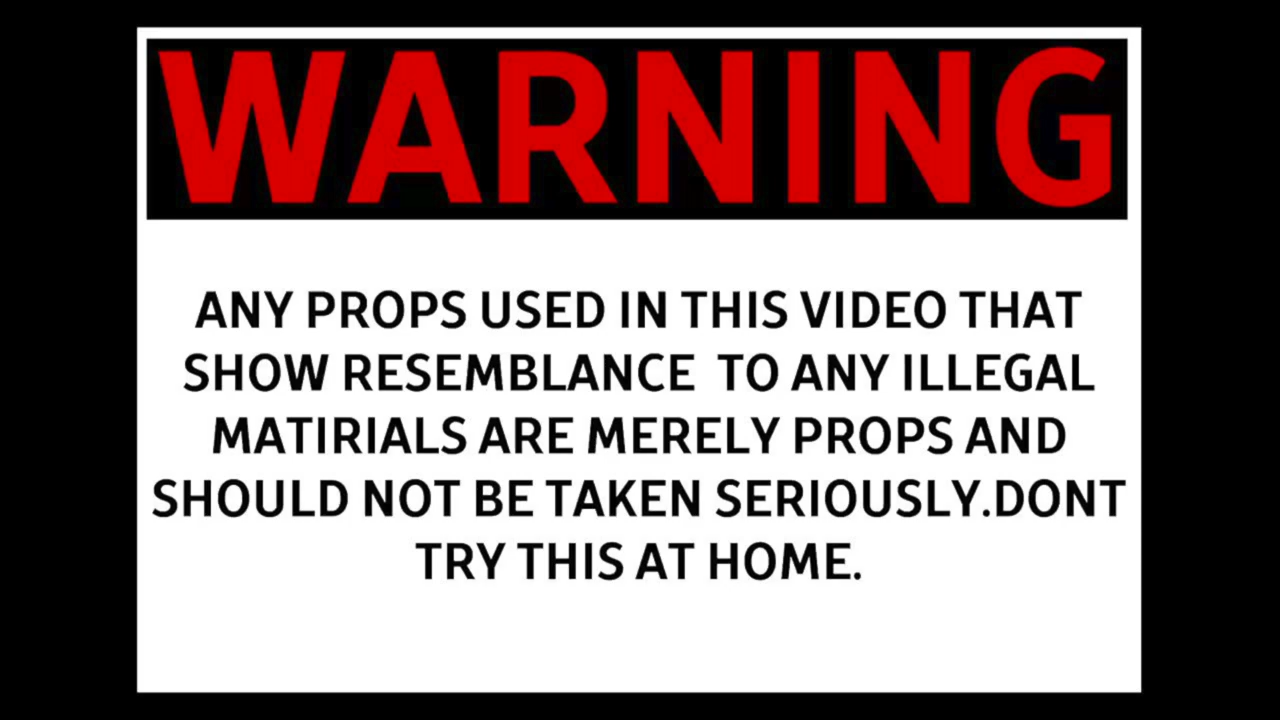 WARNING
ANY PROPS USED IN THIS VIDEO THAT
SHOW RESEMBLANCE  TO ANY ILLEGAL
MATIRIALS ARE MERELY PROPS AND
SHOULD NOT BE TAKEN SERIOUSLY.DONT
TRY THIS AT HOME.